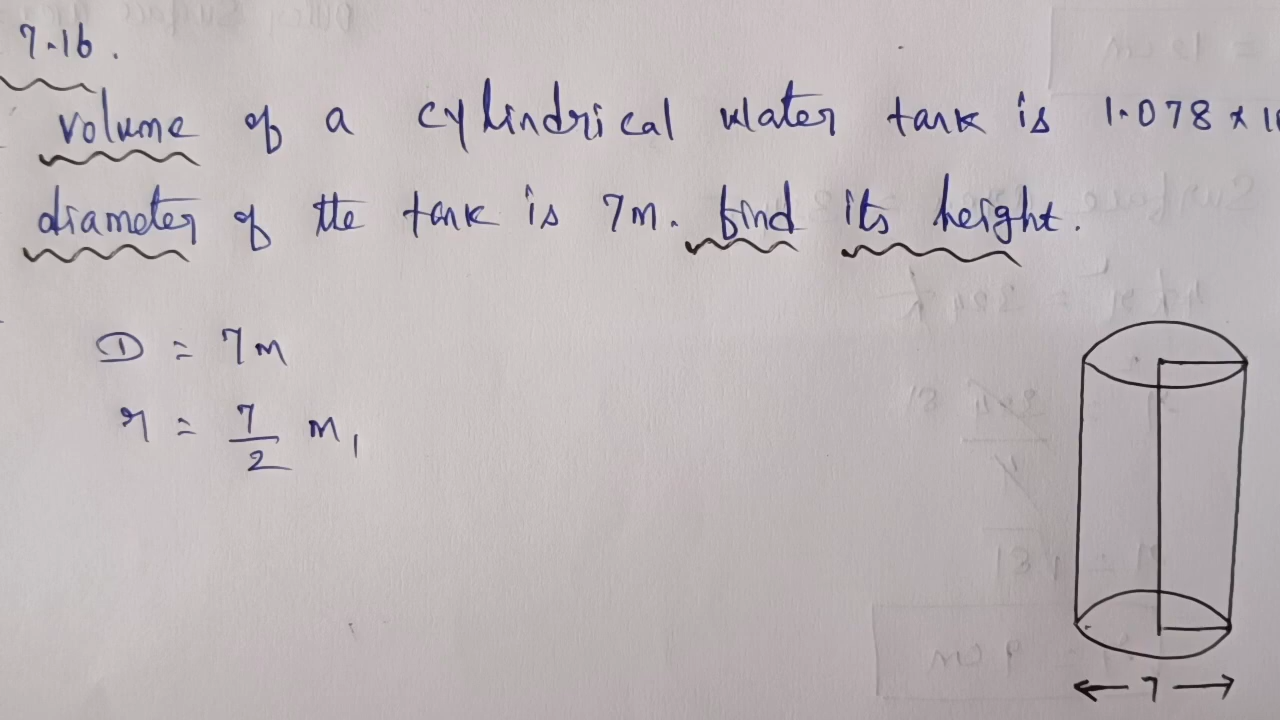 7.16.
volume of a cylindrical water tank is 1.078 × 1
diameter of the tank is 7m. find its height.
D = 7m
r = 7/2 m,
7